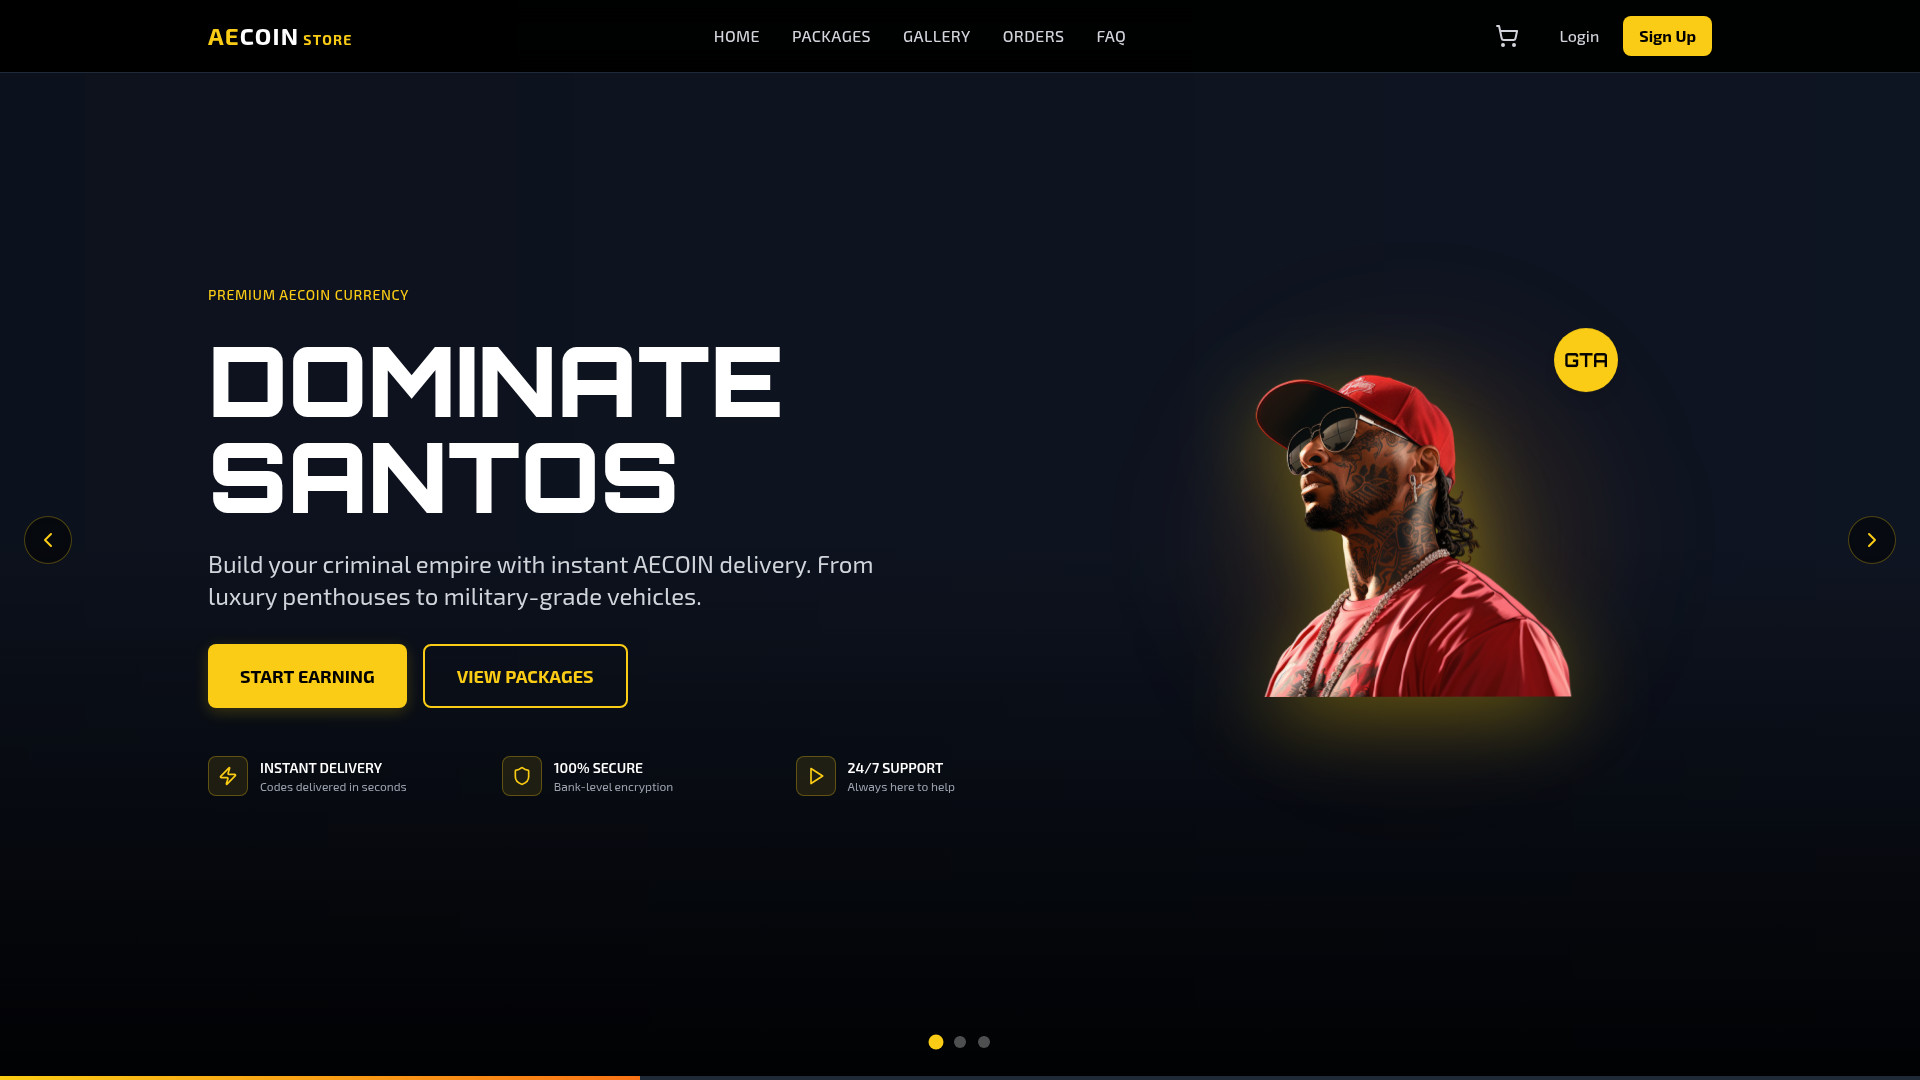 AECOIN STORE
HOME
PACKAGES
GALLERY
ORDERS
FAQ
Login
Sign Up
PREMIUM AECOIN CURRENCY
DOMINATE
SANTOS
GTA
Build your criminal empire with instant AECOIN delivery. From
luxury penthouses to military-grade vehicles.
START EARNING
VIEW PACKAGES
INSTANT DELIVERY
Codes delivered in seconds
100% SECURE
Bank-level encryption
24/7 SUPPORT
Always here to help